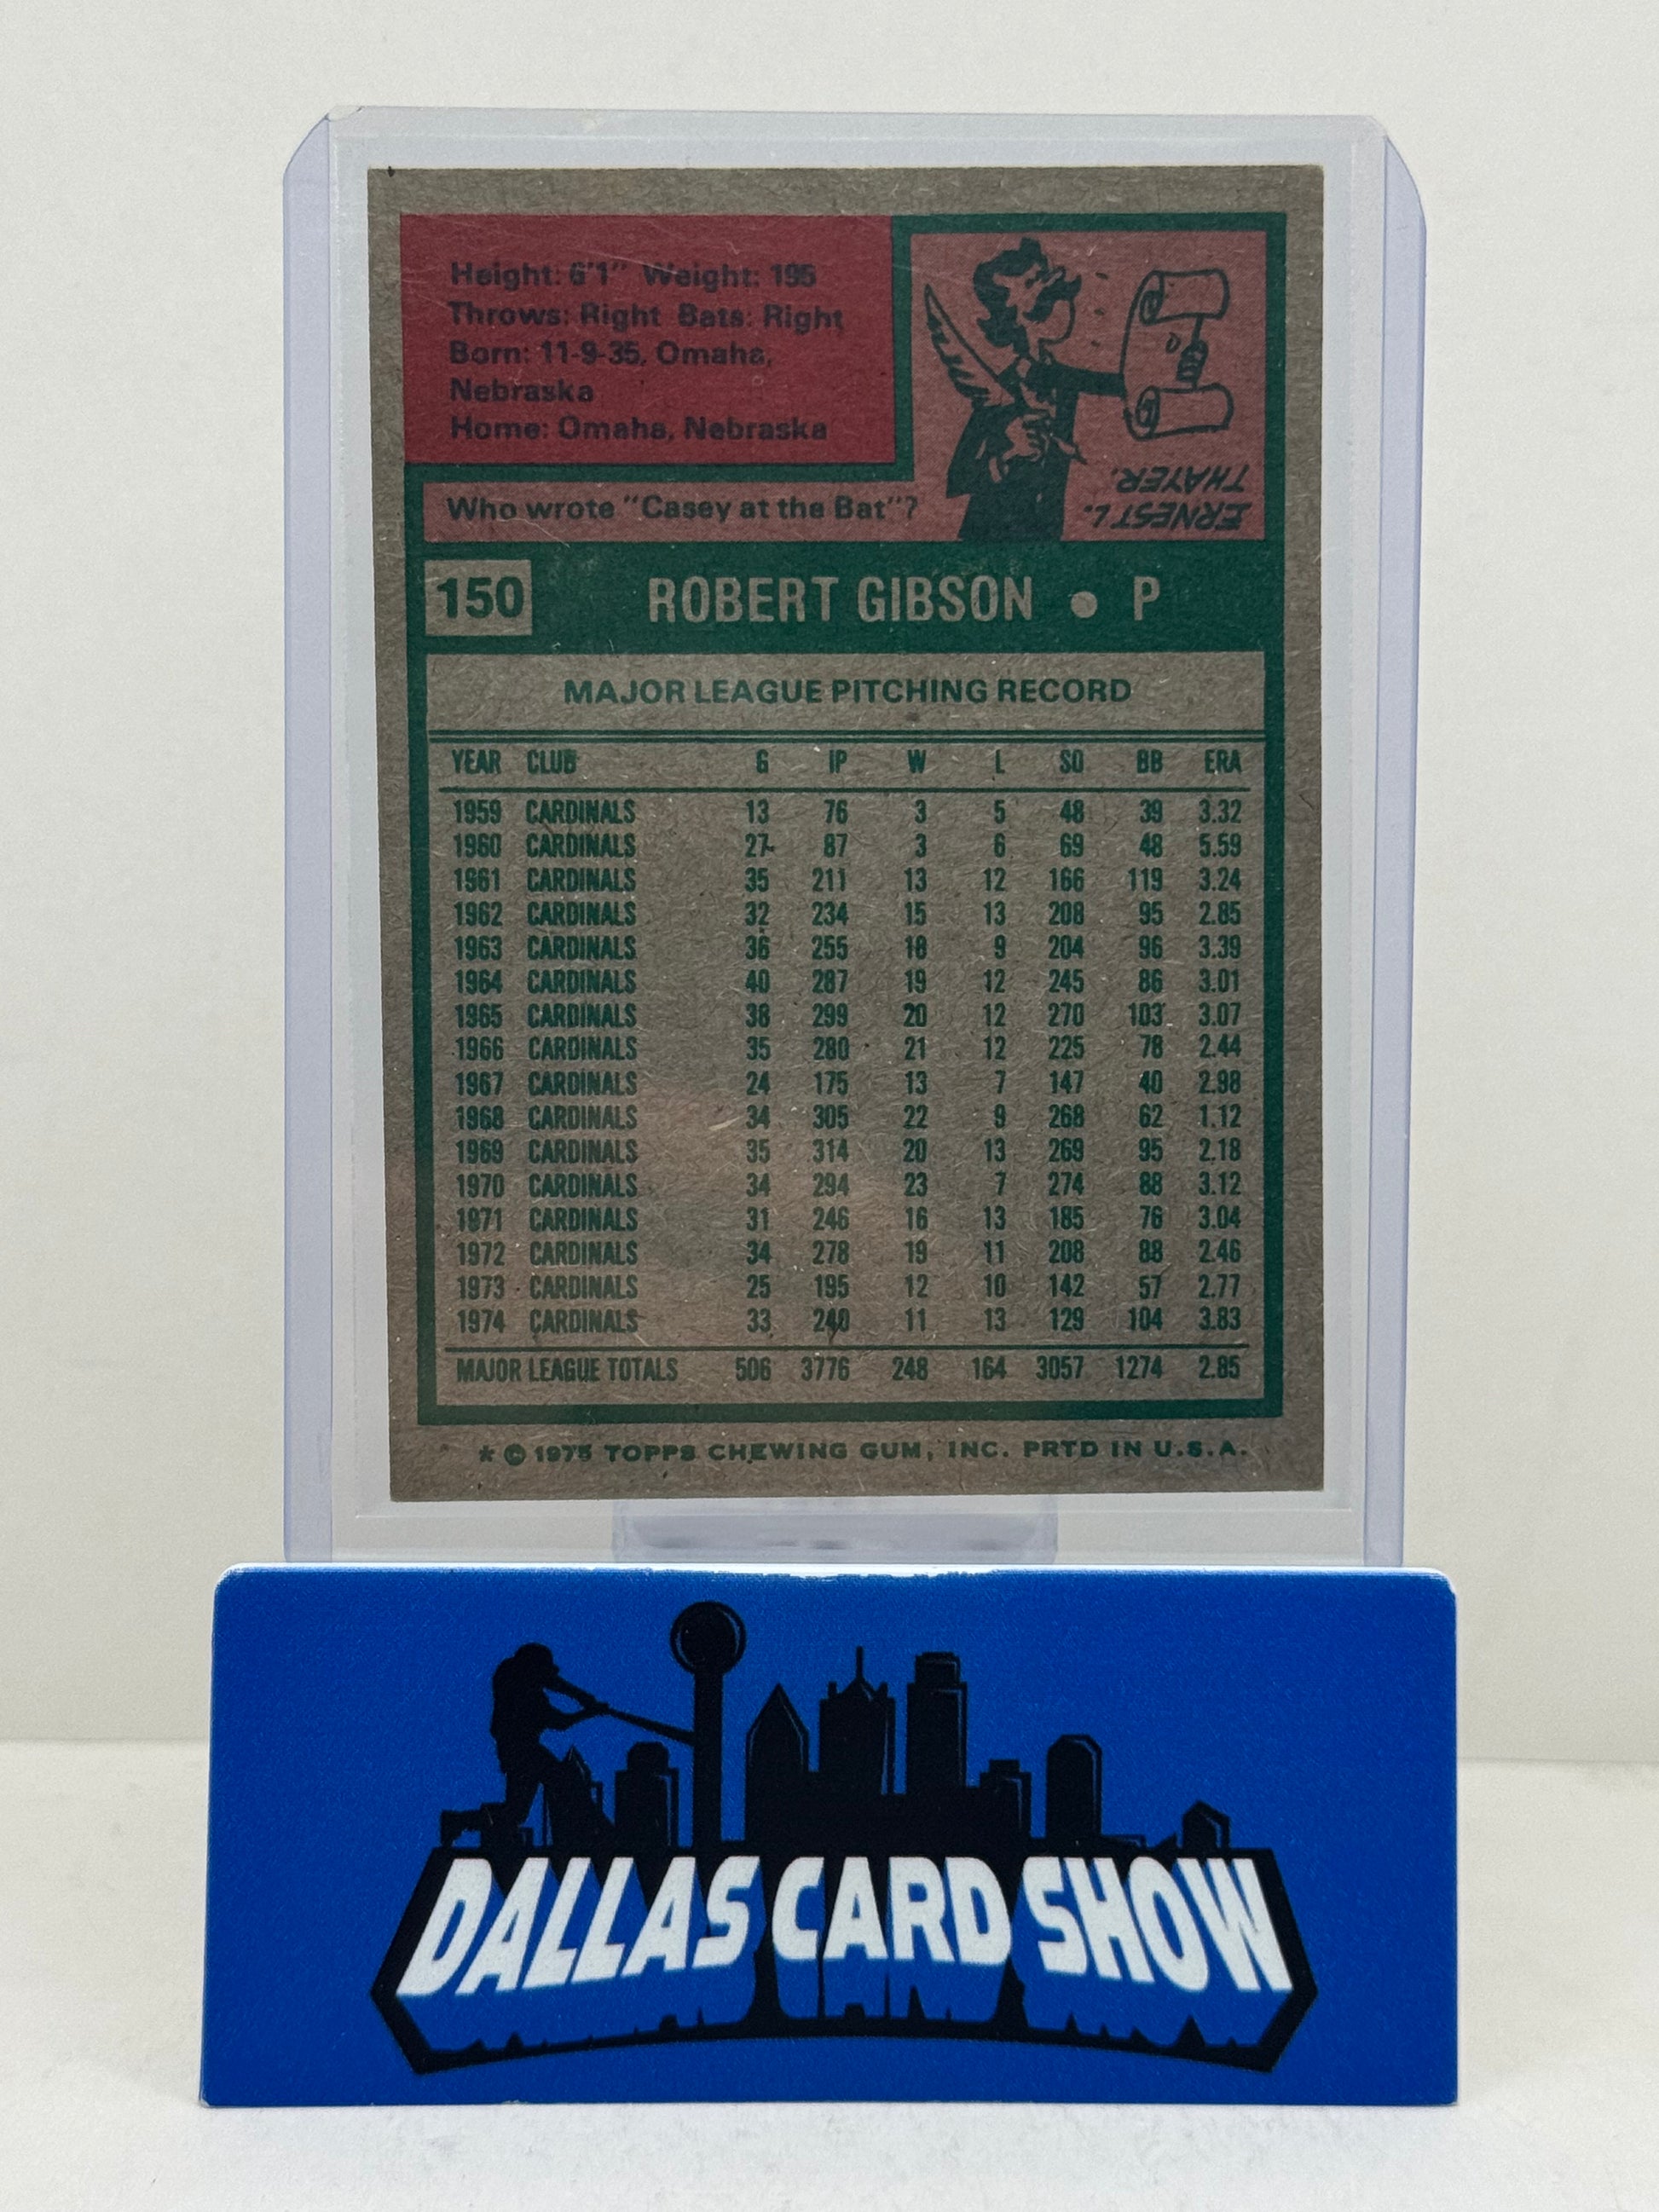 Height: 6'1" Weight: 195
Throws: Right Bats: Right
Born: 11-9-35, Omaha,
Nebraska
Home: Omaha, Nebraska
Who wrote "Casey at the Bat"?
ERNEST L.
THAYER.
150 ROBERT GIBSON • P
MAJOR LEAGUE PITCHING RECORD
YEAR CLUB G IP W L SO BB ERA
1959 CARDINALS 13 76 3 5 48 39 3.32
1960 CARDINALS 27 87 3 6 69 48 5.59
1961 CARDINALS 35 211 13 12 166 119 3.24
1962 CARDINALS 32 234 15 13 208 95 2.85
1963 CARDINALS 36 255 18 9 204 96 3.39
1964 CARDINALS 40 287 19 12 245 86 3.01
1965 CARDINALS 38 299 20 12 270 103 3.07
1966 CARDINALS 35 280 21 12 225 78 2.44
1967 CARDINALS 24 175 13 7 147 40 2.98
1968 CARDINALS 34 305 22 9 268 62 1.12
1969 CARDINALS 35 314 20 13 269 95 2.18
1970 CARDINALS 34 294 23 7 274 88 3.12
1971 CARDINALS 31 246 16 13 185 76 3.04
1972 CARDINALS 34 278 19 11 208 88 2.46
1973 CARDINALS 25 195 12 10 142 57 2.77
1974 CARDINALS 33 240 11 13 129 104 3.83
MAJOR LEAGUE TOTALS 506 3776 248 164 3057 1274 2.85
* © 1975 TOPPS CHEWING GUM, INC. PRTD IN U.S.A.
DALLAS CARD SHOW